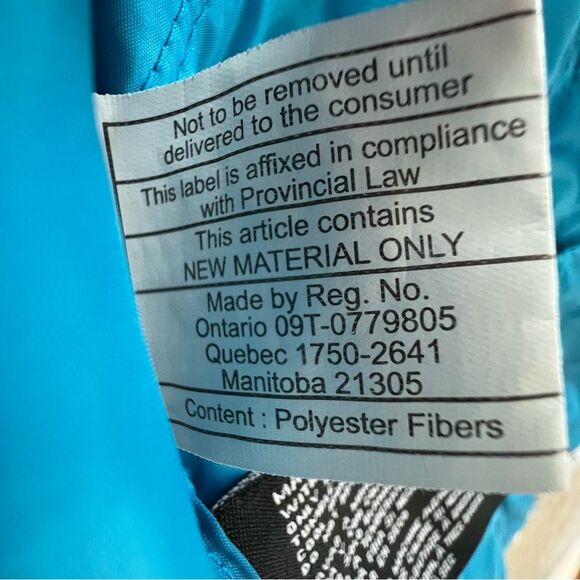 Not to be removed until
delivered to the consumer
This label is affixed in compliance
with Provincial Law
This article contains
NEW MATERIAL ONLY
Made by Reg. No.
Ontario 09T-0779805
Quebec 1750-2641
Manitoba 21305
Content : Polyester Fibers